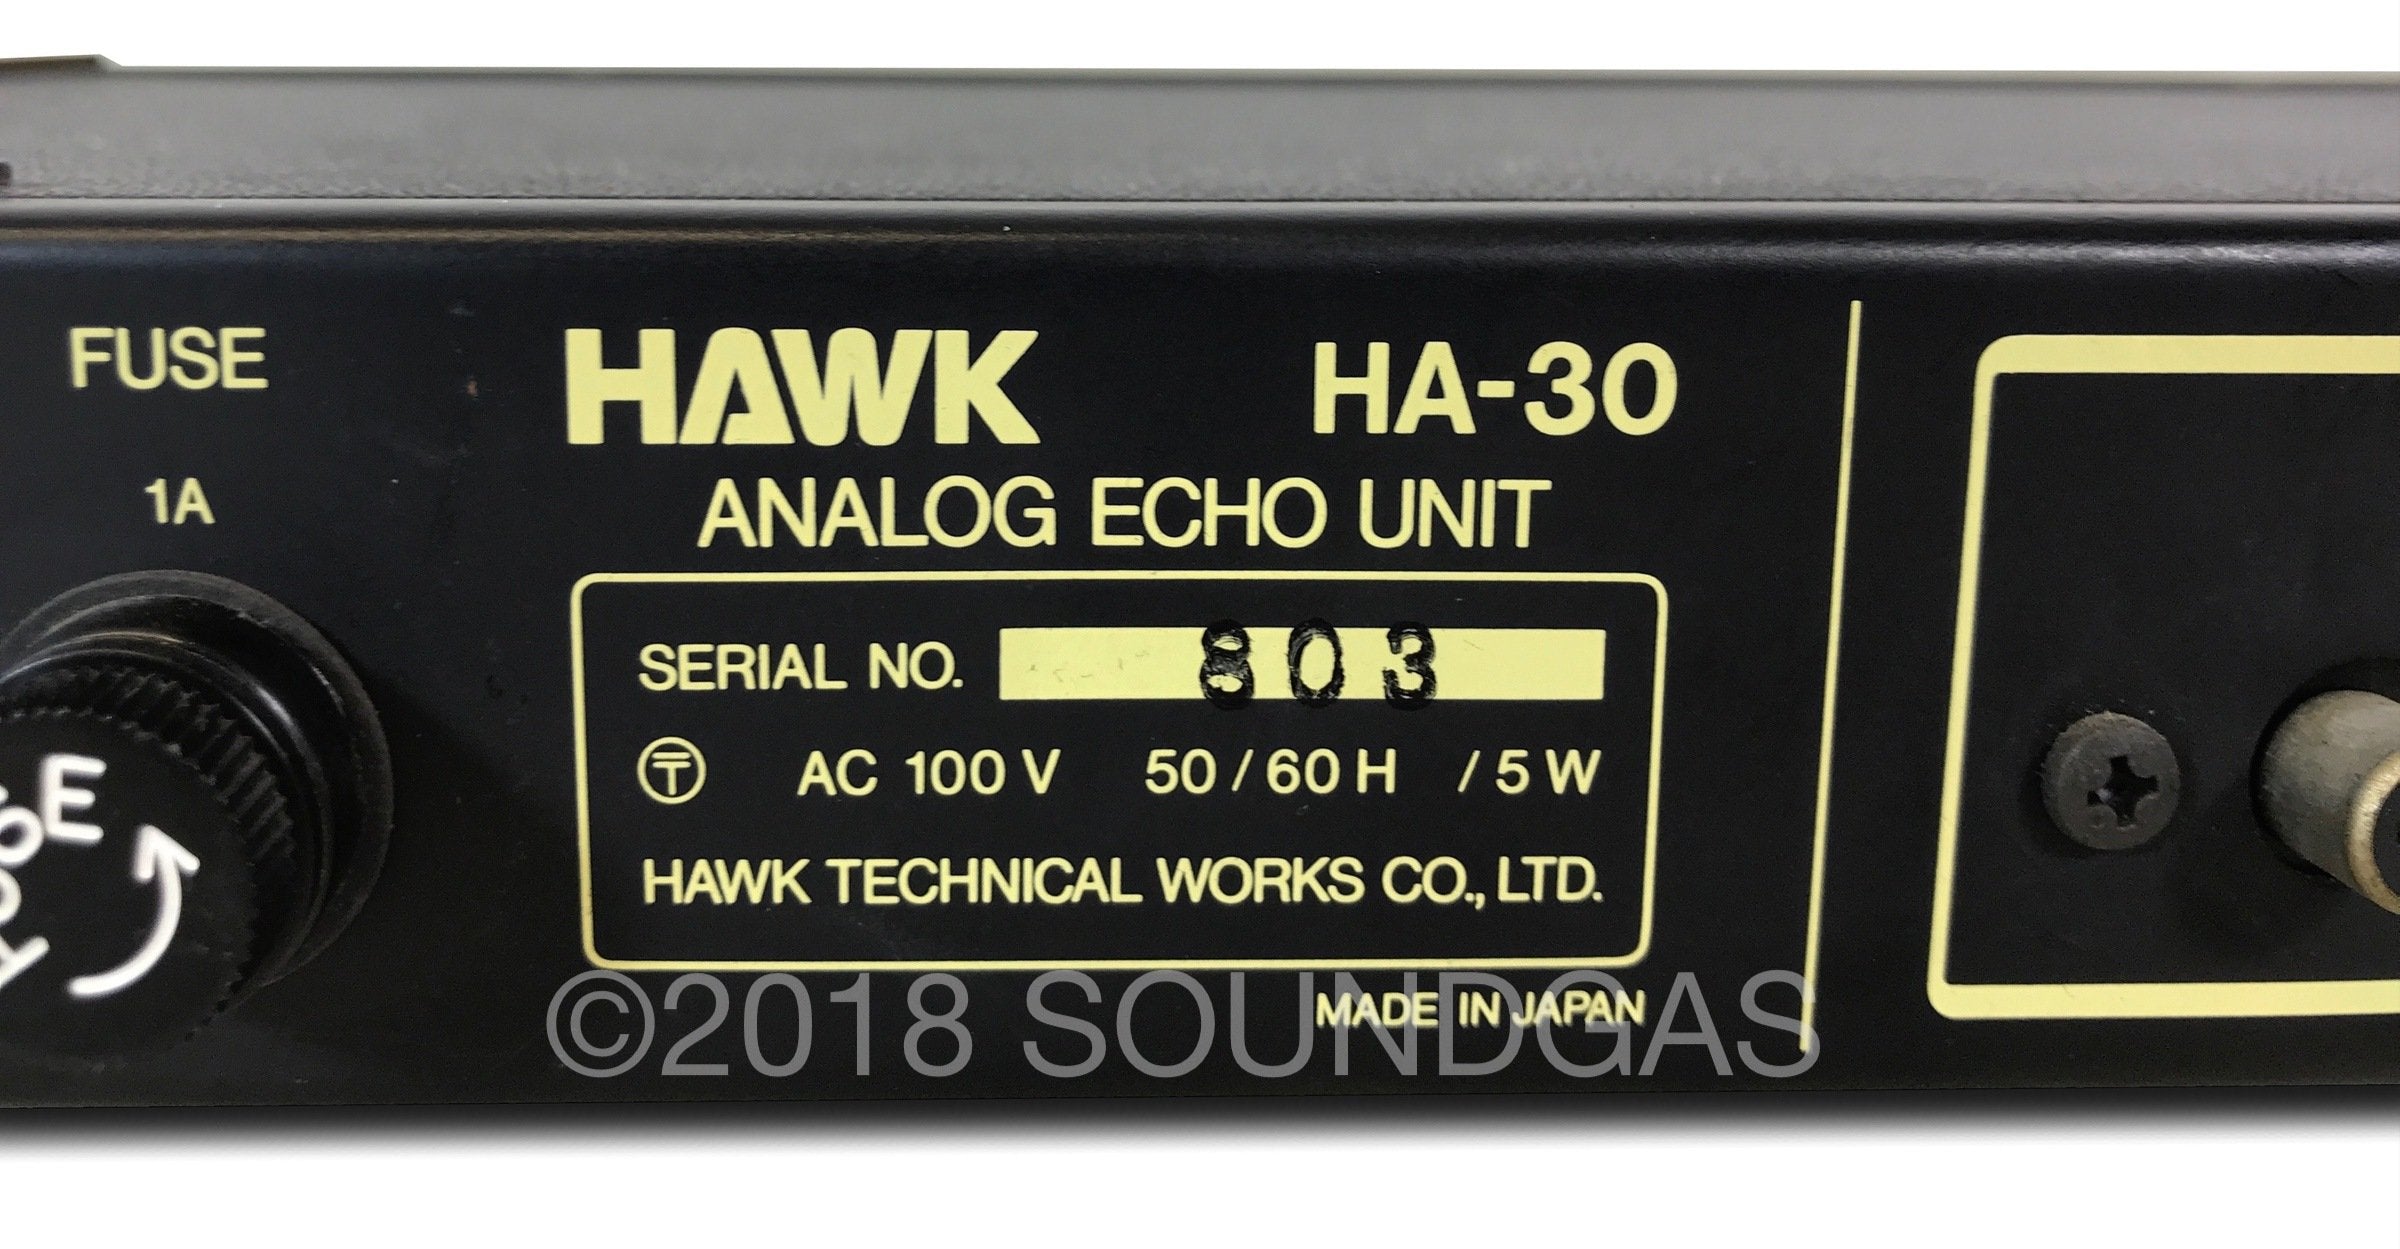 FUSE
1A
HAWK HA-30
ANALOG ECHO UNIT
SERIAL NO. 803
AC 100 V 50 / 60 H / 5 W
HAWK TECHNICAL WORKS CO., LTD.
MADE IN JAPAN
©2018 SOUNDGAS